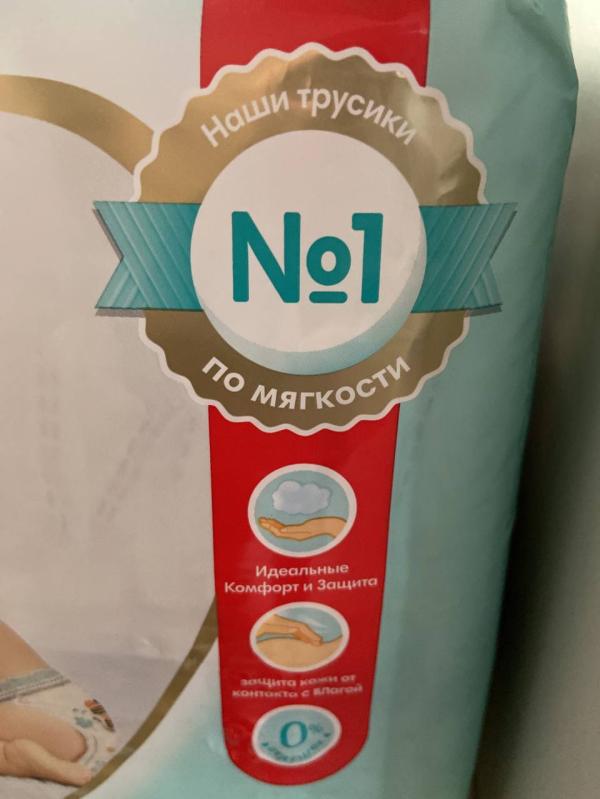 Наши трусики
№1
по мягкости
Идеальные
Комфорт и Защита
защита кожи от
контакта с влагой
0%